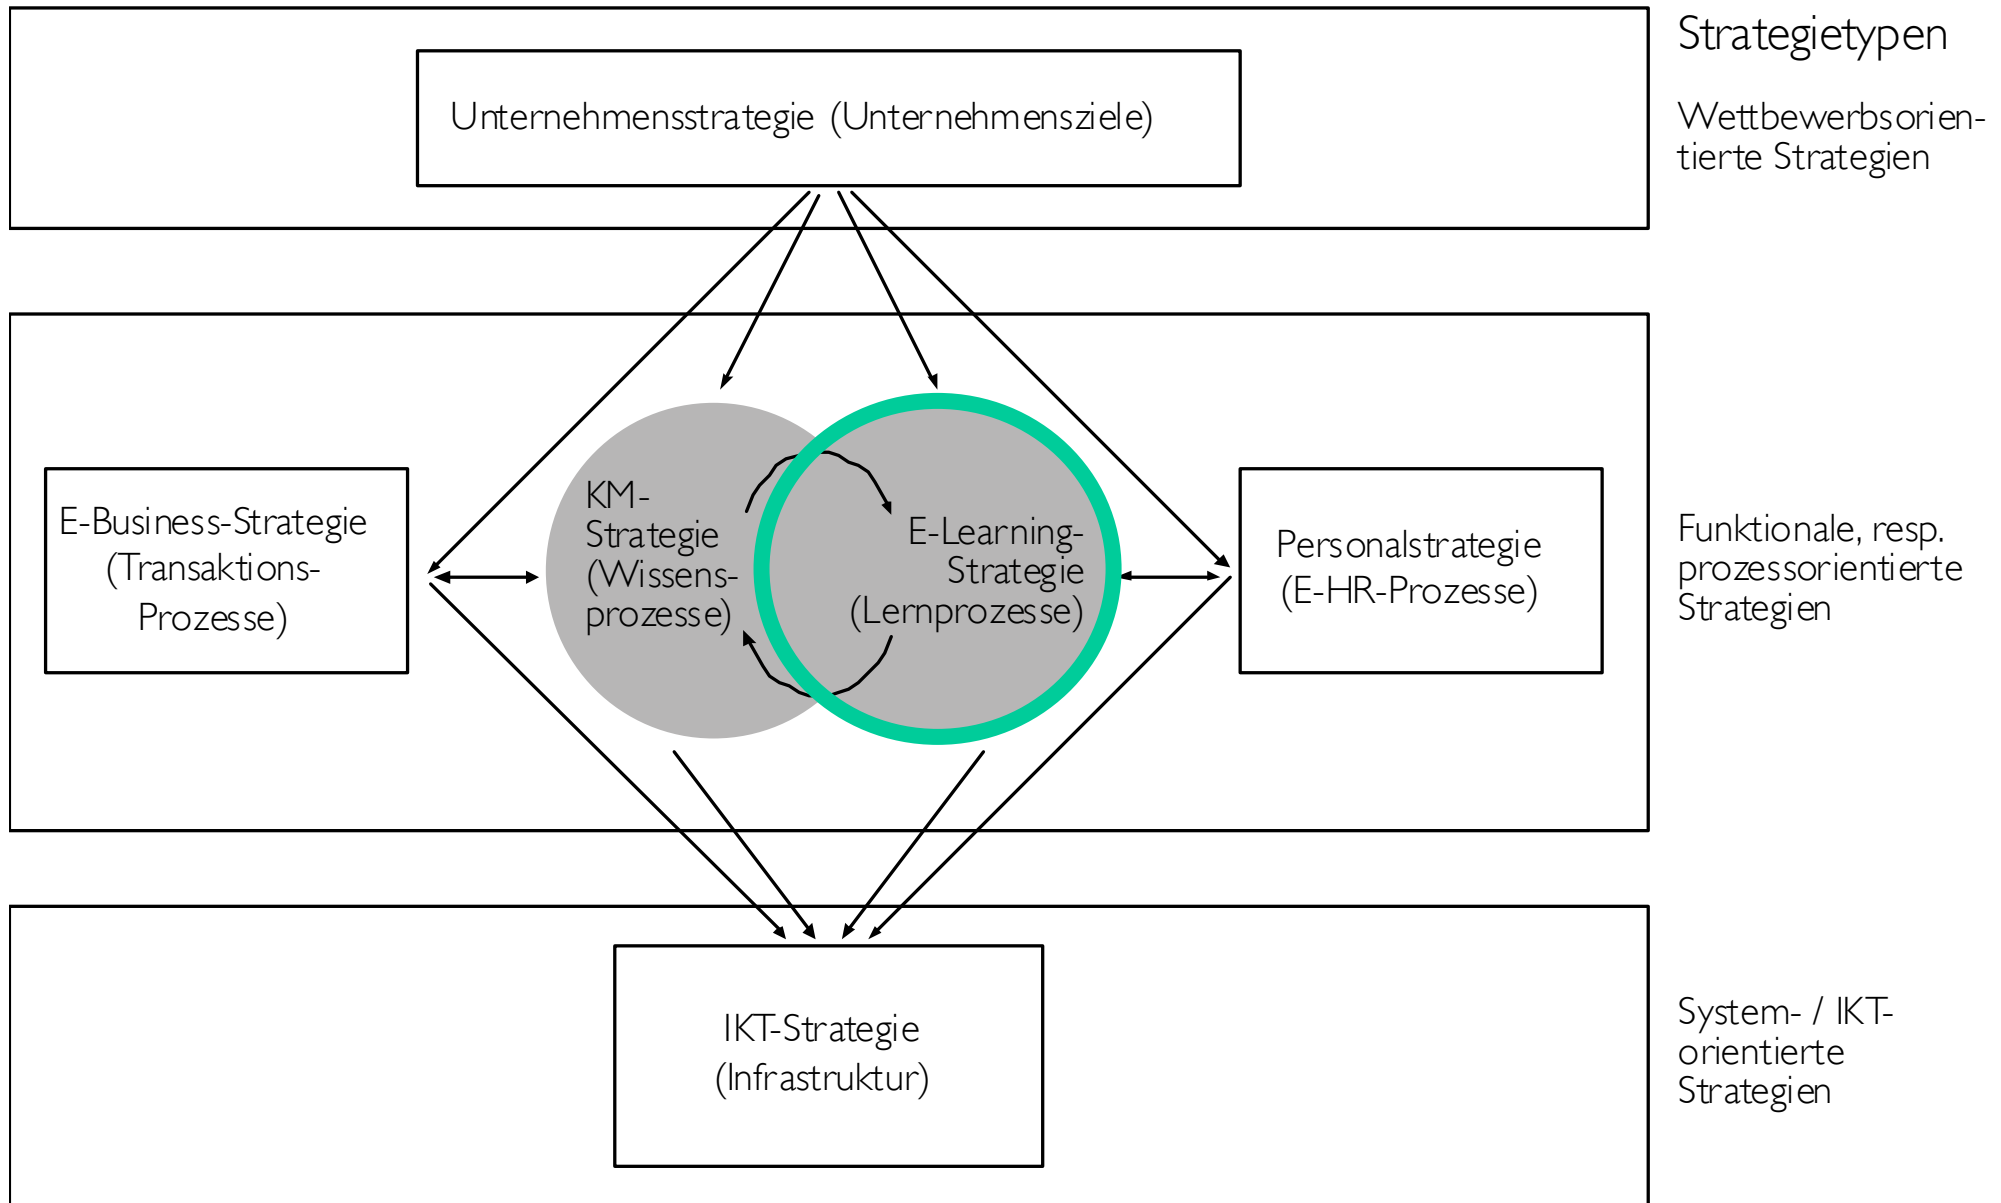 Strategietypen
Unternehmensstrategie (Unternehmensziele)
Wettbewerbsorien-
tierte Strategien
E-Business-Strategie
(Transaktions-
Prozesse)
KM-
Strategie
(Wissens-
prozesse)
E-Learning-
Strategie
(Lernprozesse)
Personalstrategie
(E-HR-Prozesse)
Funktionale, resp.
prozessorientierte
Strategien
IKT-Strategie
(Infrastruktur)
System- / IKT-
orientierte
Strategien